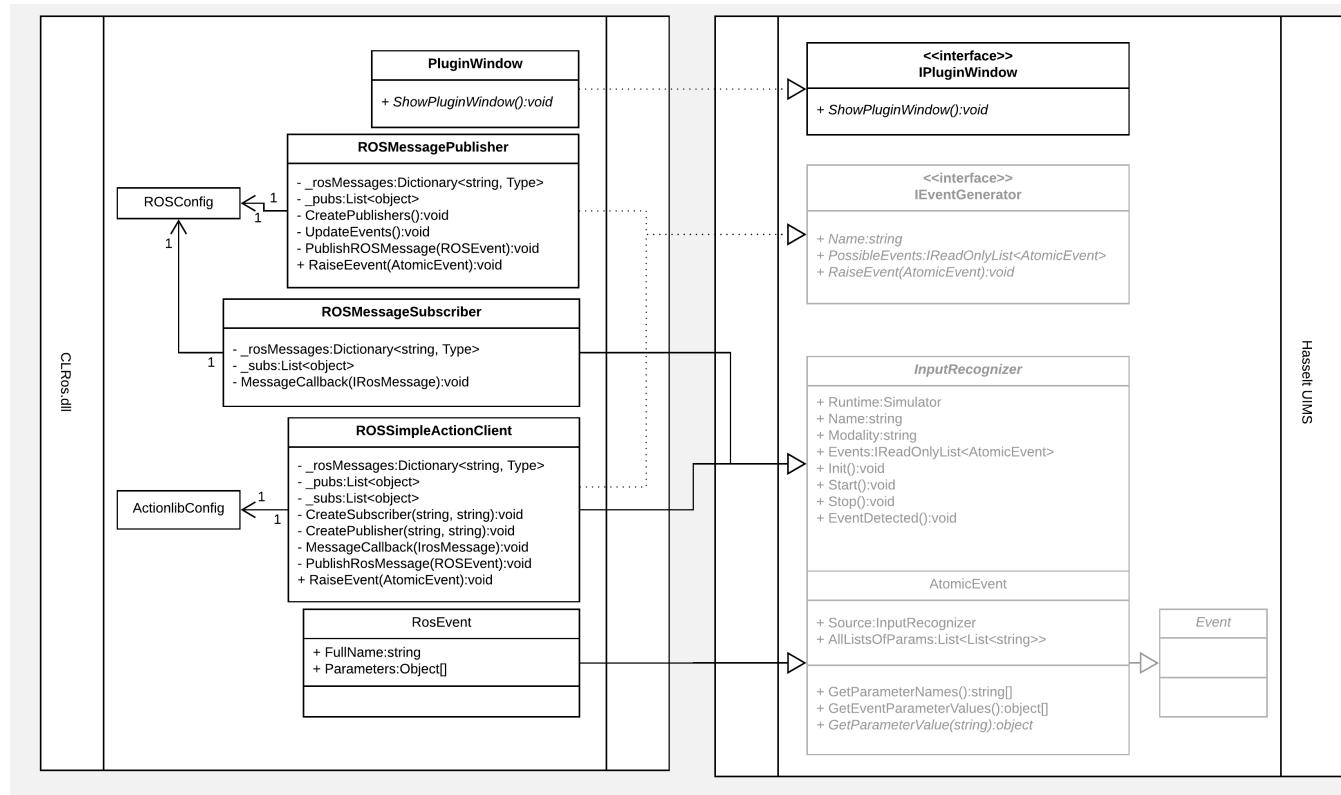 CLRos.dll
PluginWindow
+ ShowPluginWindow():void
ROSMessagePublisher
- _rosMessages:Dictionary<string, Type>
- _pubs:List<object>
- CreatePublishers():void
- UpdateEvents():void
- PublishROSMessage(ROSEvent):void
+ RaiseEevent(AtomicEvent):void
ROSConfig
1
1
1
1
ROSMessageSubscriber
- _rosMessages:Dictionary<string, Type>
- _subs:List<object>
- MessageCallback(IRosMessage):void
ROSSimpleActionClient
- _rosMessages:Dictionary<string, Type>
- _pubs:List<object>
- _subs:List<object>
- CreateSubscriber(string, string):void
- CreatePublisher(string, string):void
- MessageCallback(IrosMessage):void
- PublishRosMessage(ROSEvent):void
+ RaiseEvent(AtomicEvent):void
ActionlibConfig
1
1
RosEvent
+ FullName:string
+ Parameters:Object[]
<<interface>>
IPluginWindow
+ ShowPluginWindow():void
<<interface>>
IEventGenerator
+ Name:string
+ PossibleEvents:IReadOnlyList<AtomicEvent>
+ RaiseEvent(AtomicEvent):void
InputRecognizer
+ Runtime:Simulator
+ Name:string
+ Modality:string
+ Events:IReadOnlyList<AtomicEvent>
+ Init():void
+ Start():void
+ Stop():void
+ EventDetected():void
AtomicEvent
+ Source:InputRecognizer
+ AllListsOfParams:List<List<string>>
+ GetParameterNames():string[]
+ GetEventParameterValues():object[]
+ GetParameterValue(string):object
Event
Hasselt UIMS